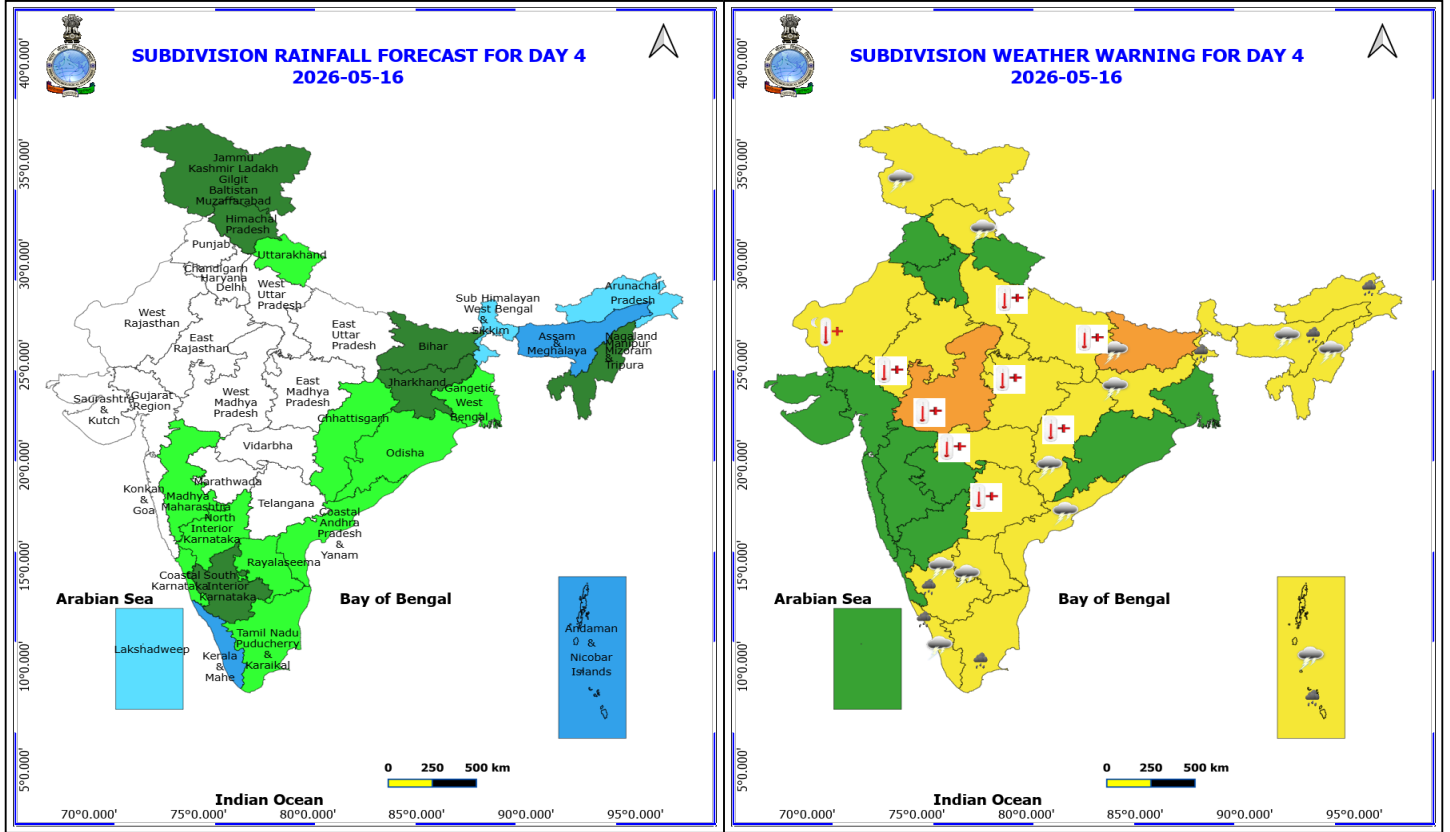 SUBDIVISION RAINFALL FORECAST FOR DAY 4
2026-05-16
40°0.000'
35°0.000'
30°0.000'
25°0.000'
20°0.000'
15°0.000'
10°0.000'
5°0.000'
Jammu
Kashmir Ladakh
Gilgit
Baltistan
Muzaffarabad
Himachal
Pradesh
Punjab
Uttarakhand
Chandigarh
Haryana
Delhi
West
Uttar
Pradesh
West
Rajasthan
East
Rajasthan
East
Uttar
Pradesh
Sub Himalayan
West Bengal
&
Sikkim
Arunachal
Pradesh
Assam
&
Meghalaya
Nagaland
Manipur
Mizoram
&
Tripura
Bihar
Jharkhand
Gangetic
West
Bengal
Saurashtra
&
Kutch
Gujarat
Region
West
Madhya
Pradesh
East
Madhya
Pradesh
Chhattisgarh
Vidarbha
Odisha
Konkan
&
Goa
Marathwada
Madhya
Maharashtra
Telangana
North
Interior
Karnataka
Coastal
Andhra
Pradesh
&
Yanam
Rayalaseema
Coastal
Karnataka
South
Interior
Karnataka
Arabian Sea
Bay of Bengal
Lakshadweep
Kerala
&
Mahe
Tamil Nadu
Puducherry
&
Karaikal
Andaman
&
Nicobar
Islands
0 250 500 km
Indian Ocean
70°0.000' 75°0.000' 80°0.000' 85°0.000' 90°0.000' 95°0.000'
SUBDIVISION WEATHER WARNING FOR DAY 4
2026-05-16
40°0.000'
35°0.000'
30°0.000'
25°0.000'
20°0.000'
15°0.000'
10°0.000'
5°0.000'
Arabian Sea
Bay of Bengal
0 250 500 km
Indian Ocean
70°0.000' 75°0.000' 80°0.000' 85°0.000' 90°0.000' 95°0.000'